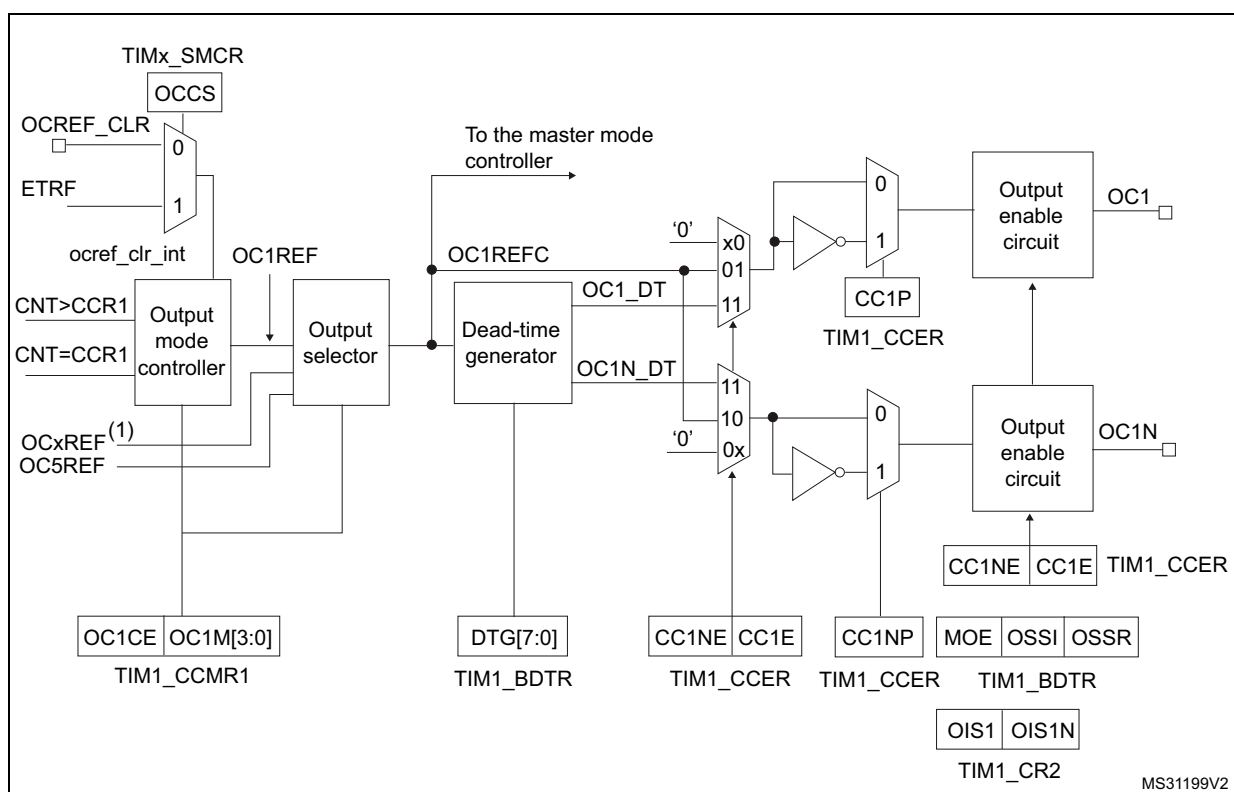 TIMx_SMCR
OCCS
OCREF_CLR
0
ETRF
1
ocref_clr_int
To the master mode
controller
OC1REF
OC1REFC
CNT>CCR1
CNT=CCR1
Output
mode
controller
Output
selector
Dead-time
generator
OC1_DT
OC1N_DT
OCxREF(1)
OC5REF
‘0’
x0
01
11
11
10
‘0’
0x
0
1
CC1P
TIM1_CCER
0
1
Output
enable
circuit
OC1
Output
enable
circuit
OC1N
CC1NE CC1E TIM1_CCER
OC1CE OC1M[3:0]
TIM1_CCMR1
DTG[7:0]
TIM1_BDTR
CC1NE CC1E
TIM1_CCER
CC1NP
TIM1_CCER
MOE OSSI OSSR
TIM1_BDTR
OIS1 OIS1N
TIM1_CR2
MS31199V2